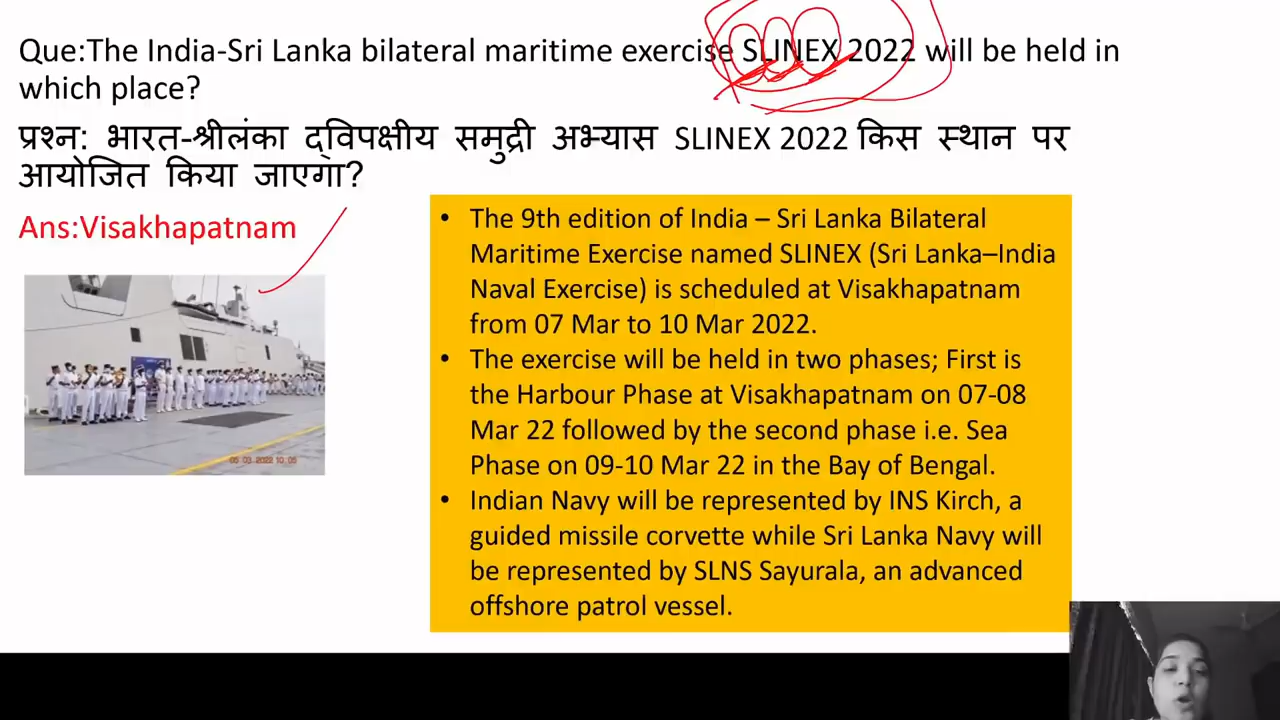 Que:The India-Sri Lanka bilateral maritime exercise SLINEX 2022 will be held in
which place?
प्रश्न: भारत-श्रीलंका द्विपक्षीय समुद्री अभ्यास SLINEX 2022 किस स्थान पर
आयोजित किया जाएगा?
Ans:Visakhapatnam
• The 9th edition of India – Sri Lanka Bilateral
Maritime Exercise named SLINEX (Sri Lanka–India
Naval Exercise) is scheduled at Visakhapatnam
from 07 Mar to 10 Mar 2022.
• The exercise will be held in two phases; First is
the Harbour Phase at Visakhapatnam on 07-08
Mar 22 followed by the second phase i.e. Sea
Phase on 09-10 Mar 22 in the Bay of Bengal.
• Indian Navy will be represented by INS Kirch, a
guided missile corvette while Sri Lanka Navy will
be represented by SLNS Sayurala, an advanced
offshore patrol vessel.
05 03 2022 10 05